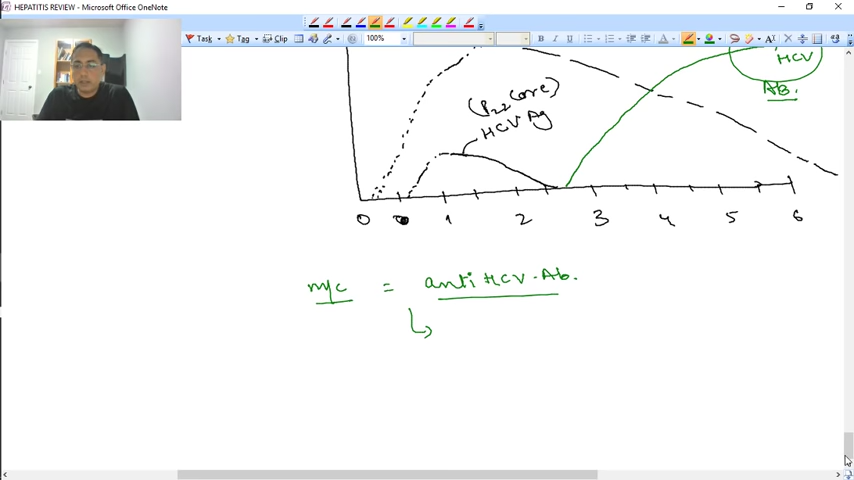 HEPATITIS REVIEW - Microsoft Office OneNote
Task Tag Clip 100% B I U A
HCV
AB.
(P22 Core)
HCV Ag
0 1 2 3 4 5 6
m/c = anti HCV. Ab.